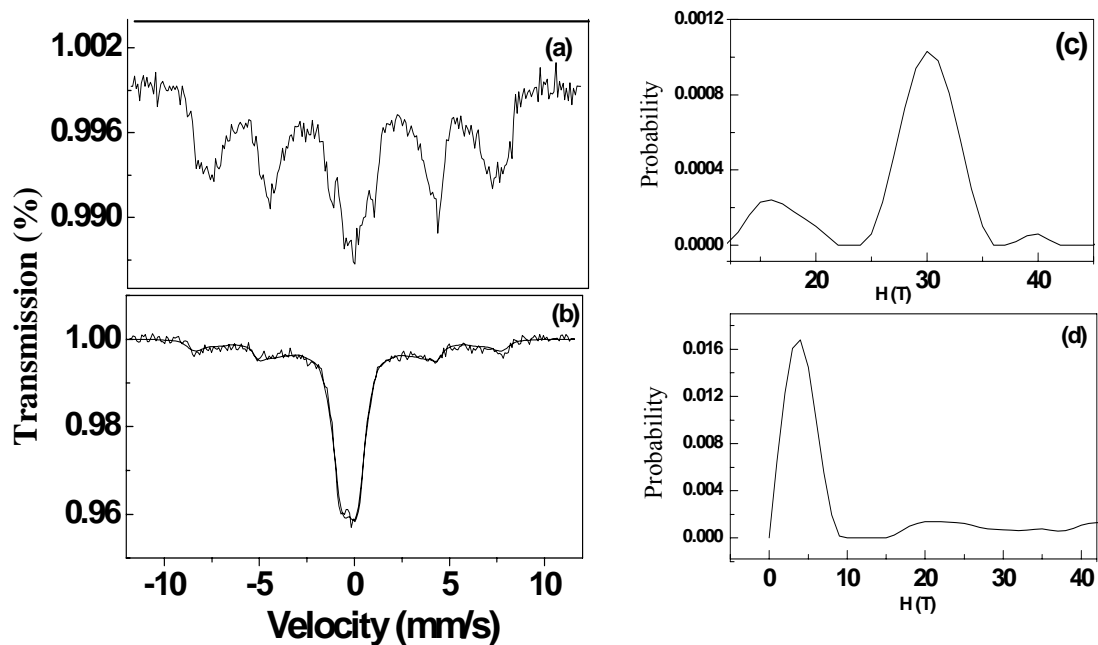 (a)
1.002
0.996
0.990
(b)
1.00
0.98
0.96
Transmission (%)
-10 -5 0 5 10
Velocity (mm/s)
(c)
0.0012
0.0008
0.0004
0.0000
Probability
20 30 40
H (T)
(d)
0.016
0.012
0.008
0.004
0.000
Probability
0 10 20 30 40
H (T)